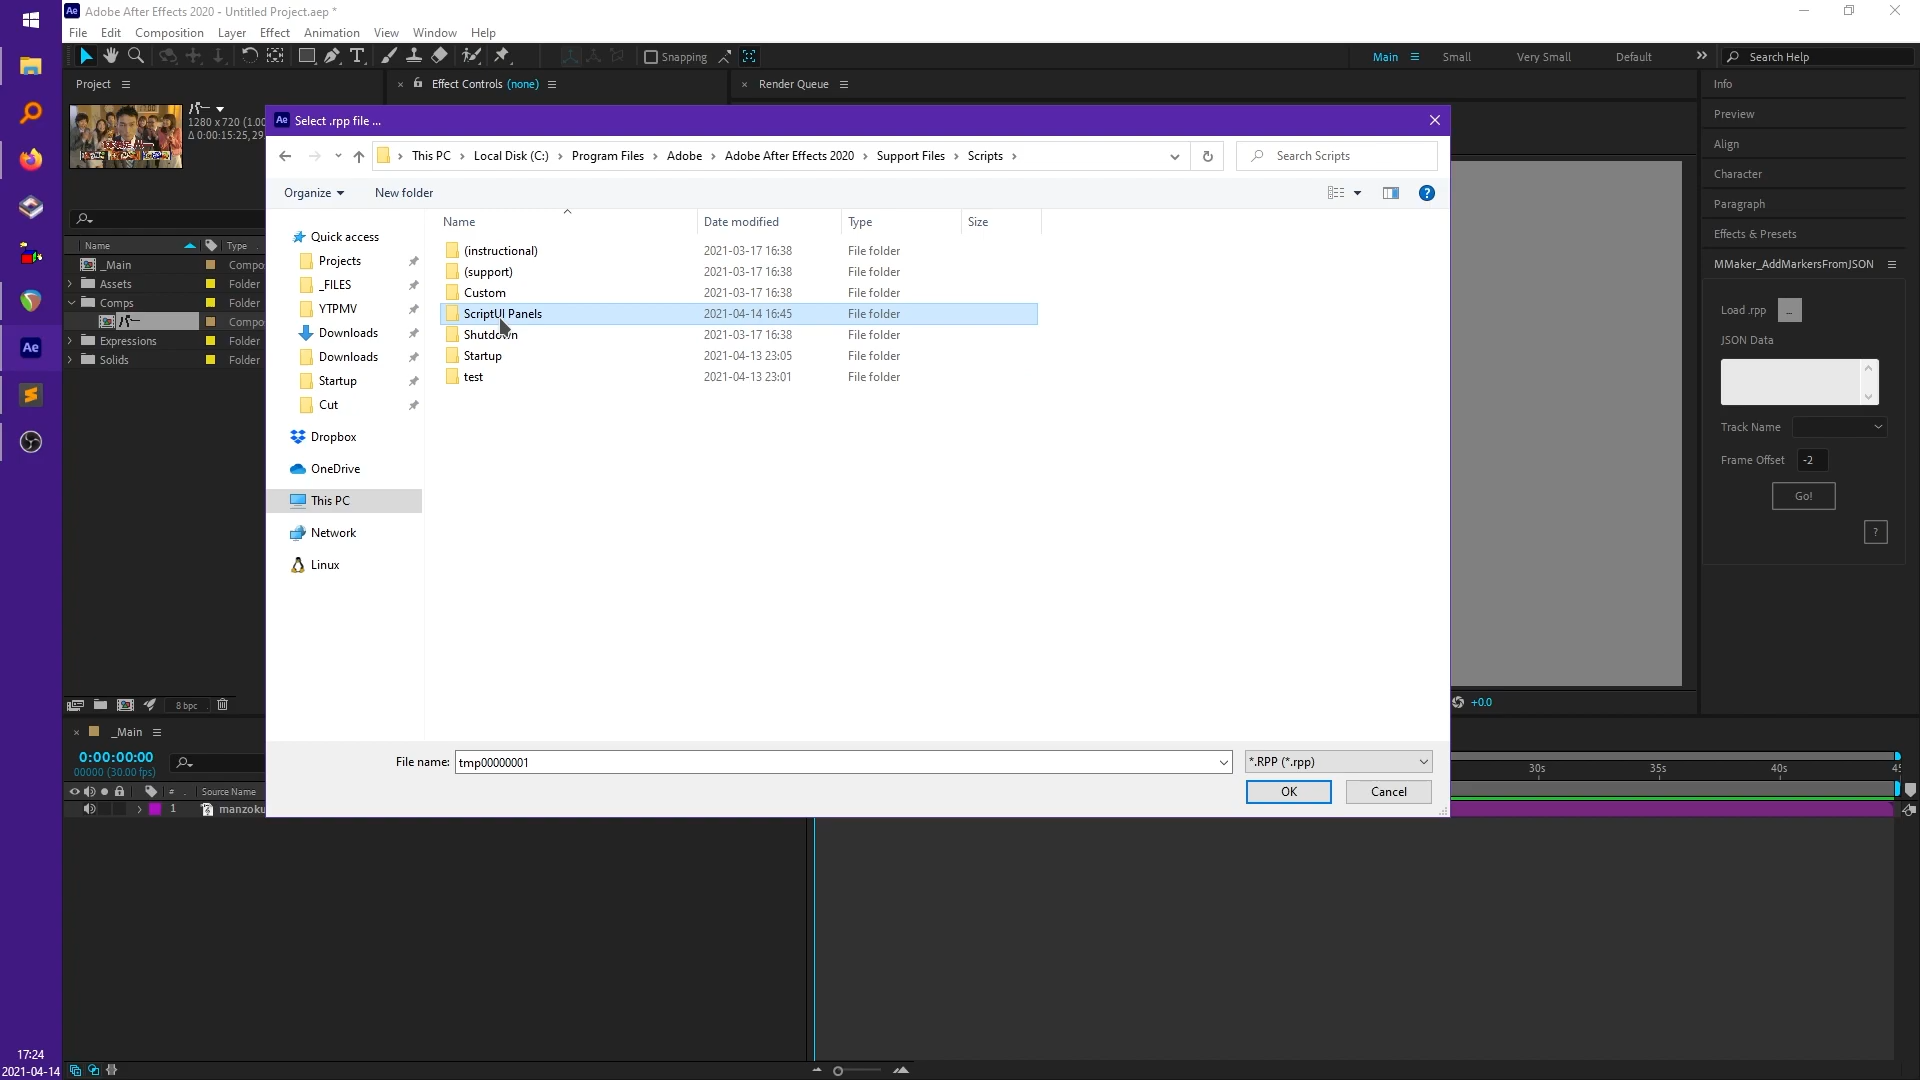 Adobe After Effects 2020 - Untitled Project.aep *
File Edit Composition Layer Effect Animation View Window Help
Snapping
Main Small Very Small Default Search Help
Project
Effect Controls (none)
Render Queue
バー
1280 x 720 (1.00
Δ 0:00:15:25, 29
Name Type
_Main Compo
Assets Folder
Comps Folder
バー Compo
Expressions Folder
Solids Folder
8 bpc
Select .rpp file ...
This PC Local Disk (C:) Program Files Adobe Adobe After Effects 2020 Support Files Scripts
Search Scripts
Organize New folder
Quick access
Projects
_FILES
YTPMV
Downloads
Downloads
Startup
Cut
Dropbox
OneDrive
This PC
Network
Linux
Name Date modified Type Size
(instructional) 2021-03-17 16:38 File folder
(support) 2021-03-17 16:38 File folder
Custom 2021-03-17 16:38 File folder
ScriptUI Panels 2021-04-14 16:45 File folder
Shutdown 2021-03-17 16:38 File folder
Startup 2021-04-13 23:05 File folder
test 2021-04-13 23:01 File folder
File name: tmp00000001 *.RPP (*.rpp)
OK Cancel
Info
Preview
Align
Character
Paragraph
Effects & Presets
MMaker_AddMarkersFromJSON
Load .rpp ...
JSON Data
Track Name
Frame Offset -2
Go!
?
+0.0
_Main
0:00:00:00
00000 (30.00 fps)
# Source Name
1 manzoku
30s 35s 40s 45
17:24
2021-04-14